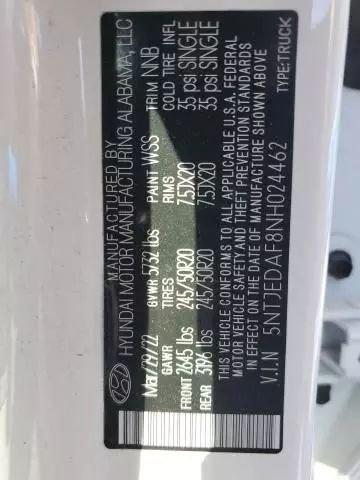 MANUFACTURED BY
HYUNDAI MOTOR MANUFACTURING ALABAMA, LLC
Mar/29/22 GVWR 5732 lbs PAINT WSS TRIM NNB
GAWR TIRES RIMS COLD TIRE INFL
FRONT 2645 lbs 245/50R20 7.5JX20 35 psi SINGLE
REAR 3196 lbs 245/50R20 7.5JX20 35 psi SINGLE
THIS VEHICLE CONFORMS TO ALL APPLICABLE U.S.A. FEDERAL
MOTOR VEHICLE SAFETY AND THEFT PREVENTION STANDARDS
IN EFFECT ON THE DATE OF MANUFACTURE SHOWN ABOVE
V.I.N 5NTJEDAF8NH024462
TYPE:TRUCK